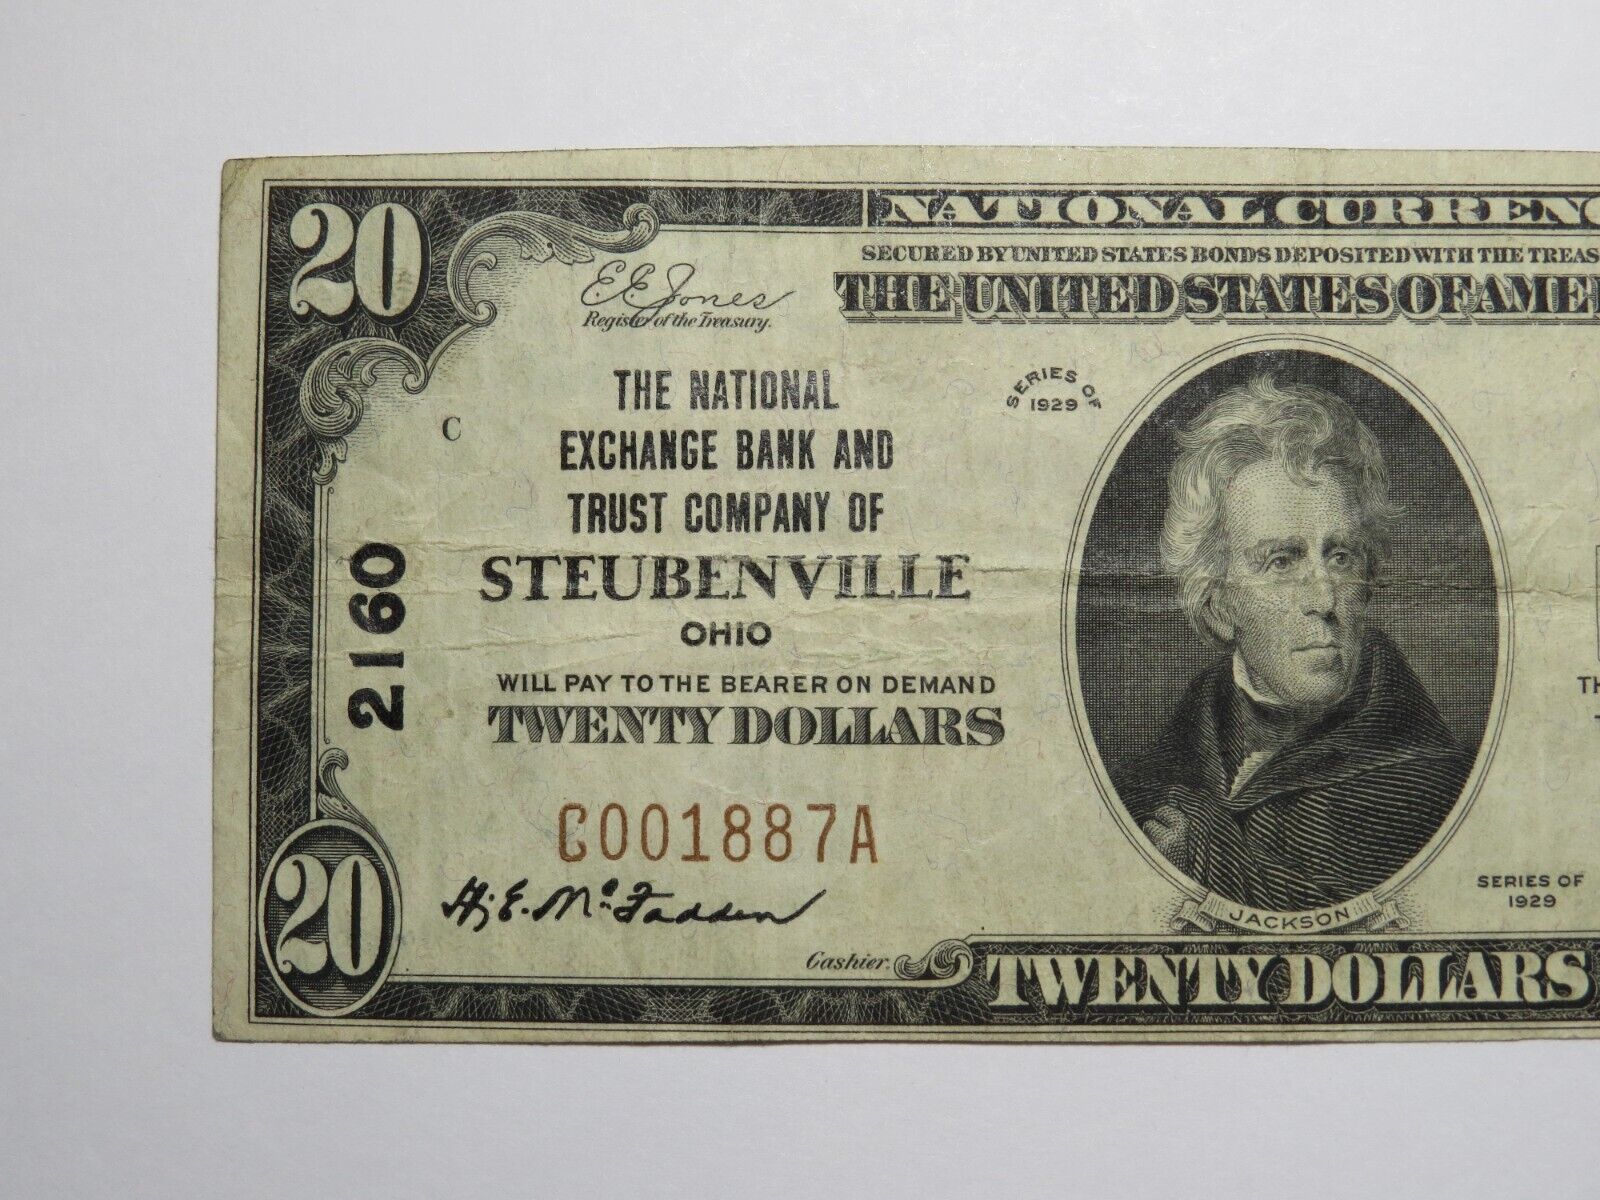 20
NATIONAL CURRENC
SECURED BY UNITED STATES BONDS DEPOSITED WITH THE TREAS
THE UNITED STATES OF AME
E.E. Jones
Register of the Treasury.
SERIES OF
1929
THE NATIONAL
EXCHANGE BANK AND
TRUST COMPANY OF
STEUBENVILLE
OHIO
C
2160
WILL PAY TO THE BEARER ON DEMAND
TWENTY DOLLARS
TH
C001887A
H. E. McFadden
Cashier.
20
JACKSON
SERIES OF
1929
TWENTY DOLLARS